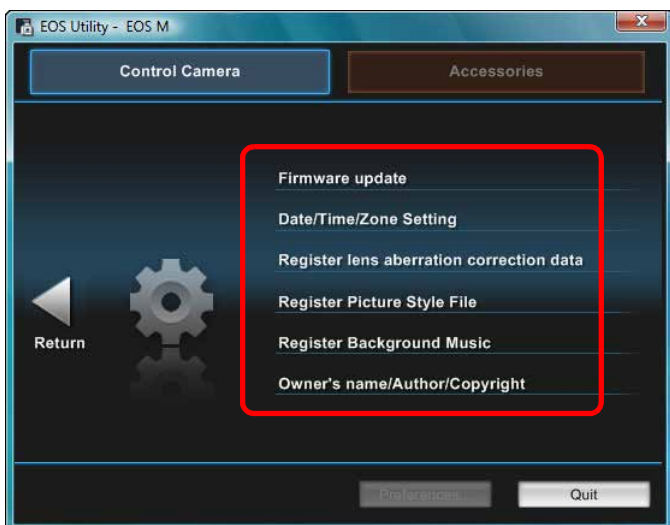 EOS Utility - EOS M
Control Camera
Accessories
Firmware update
Date/Time/Zone Setting
Register lens aberration correction data
Register Picture Style File
Return
Register Background Music
Owner's name/Author/Copyright
Preferences...
Quit